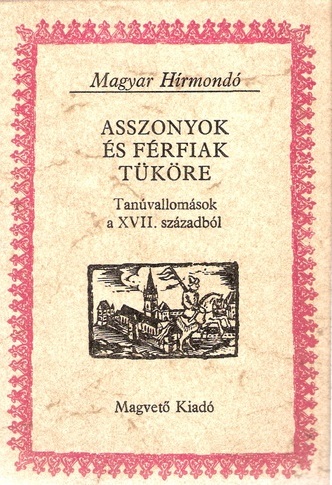 Magyar Hírmondó
ASSZONYOK
ÉS FÉRFIAK
TÜKÖRE
Tanúvallomások
a XVII. századból
Magvető Kiadó